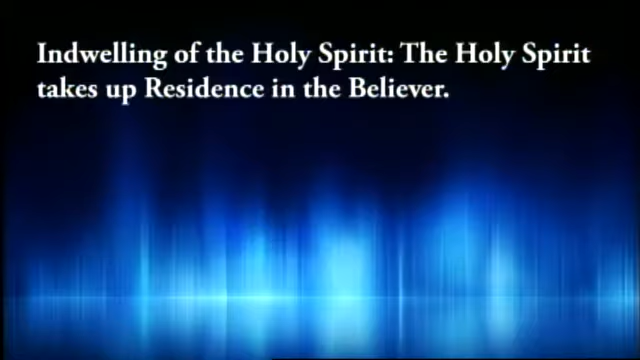 Indwelling of the Holy Spirit: The Holy Spirit
takes up Residence in the Believer.